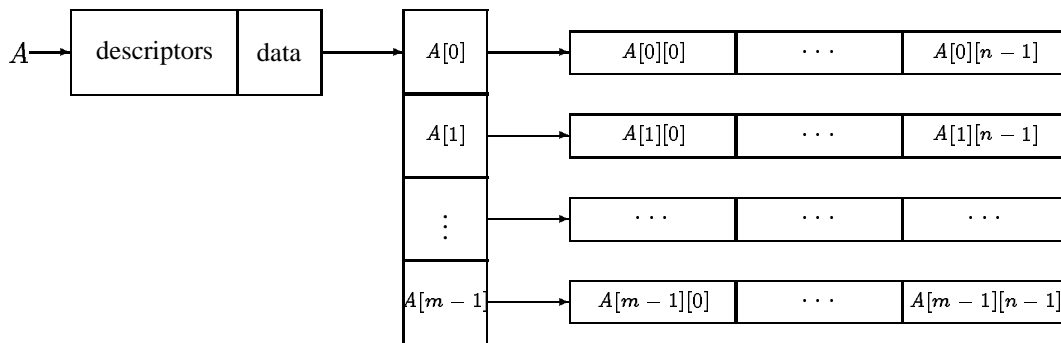 A descriptors data A[0] A[0][0] ··· A[0][n − 1]
A[1] A[1][0] ··· A[1][n − 1]
⋮ ··· ··· ···
A[m − 1] A[m − 1][0] ··· A[m − 1][n − 1]